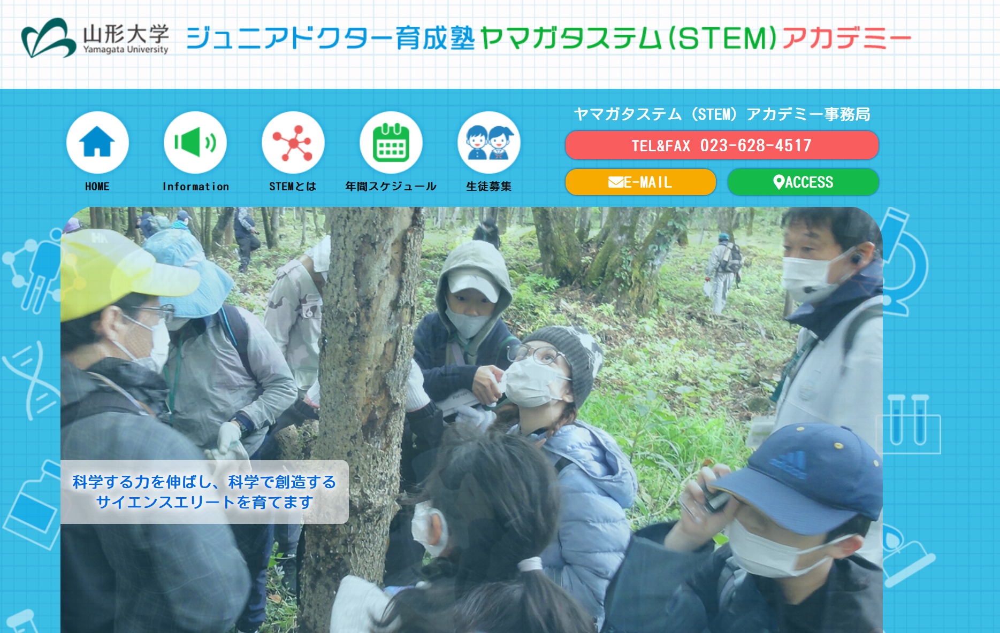 山形大学
Yamagata University
ジュニアドクター育成塾ヤマガタステム(STEM)アカデミー
ヤマガタステム（STEM）アカデミー事務局
TEL&FAX 023-628-4517
E-MAIL
ACCESS
HOME
Information
STEMとは
年間スケジュール
生徒募集
科学する力を伸ばし、科学で創造する
サイエンスエリートを育てます